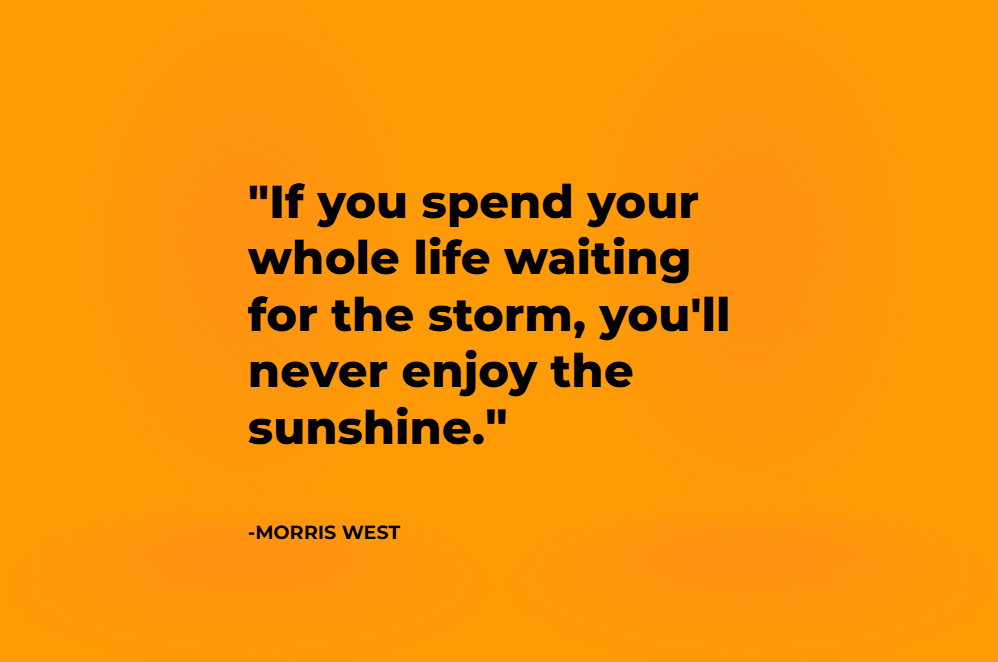 "If you spend your
whole life waiting
for the storm, you'll
never enjoy the
sunshine."
-MORRIS WEST